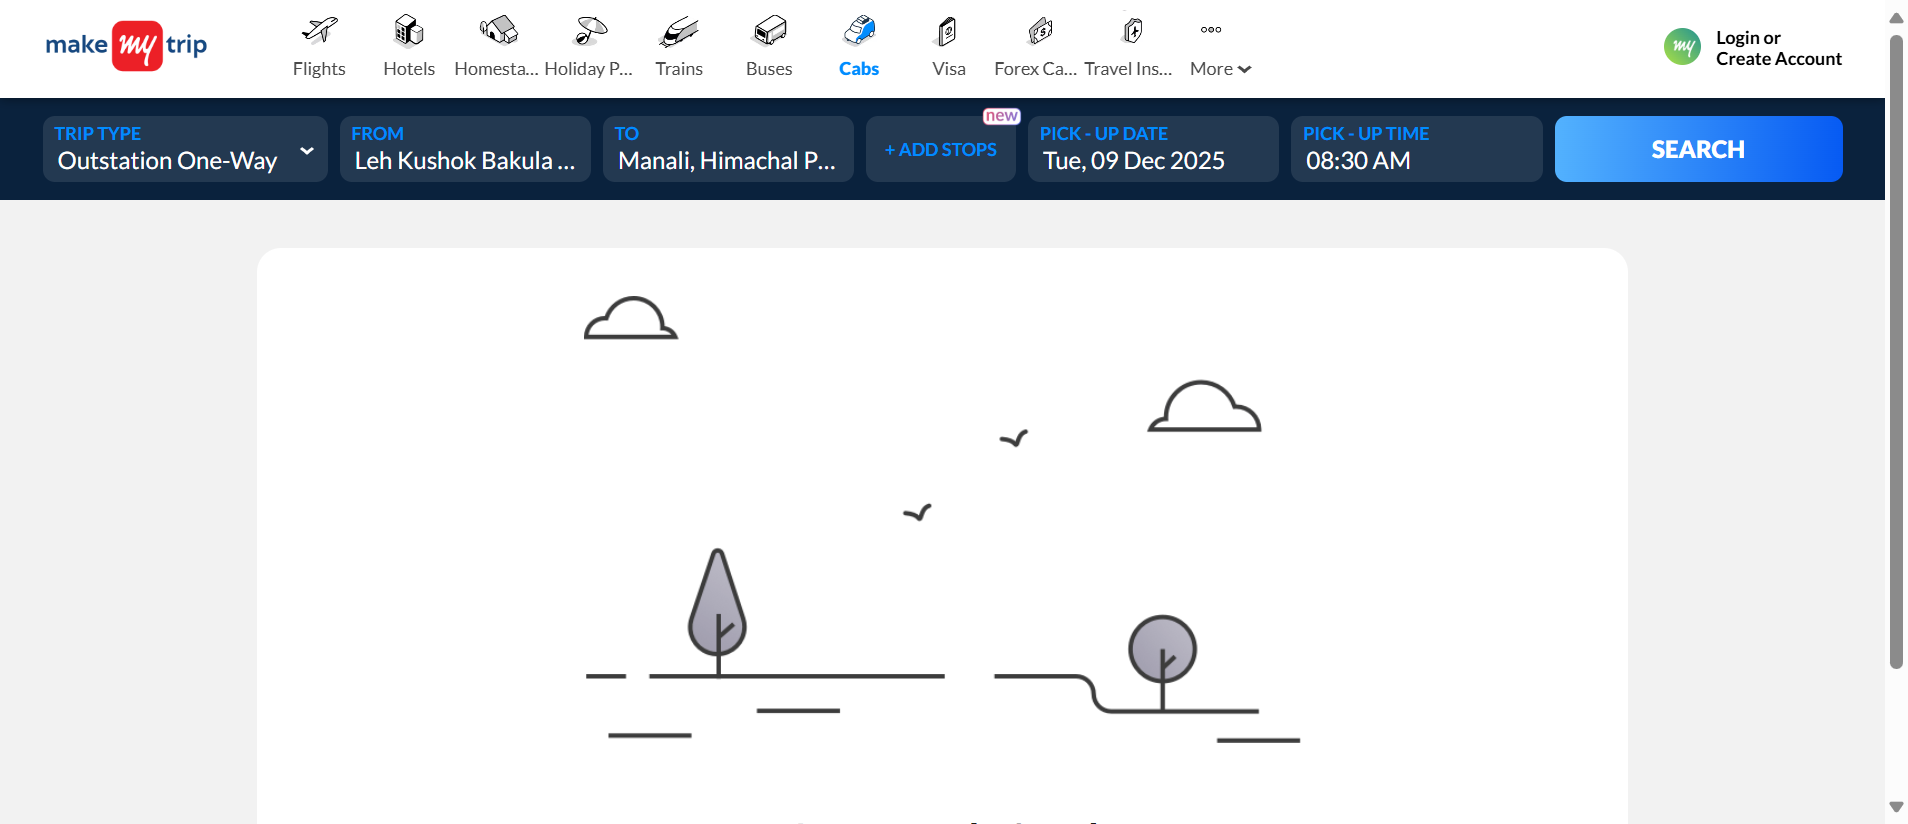 make my trip
Flights
Hotels
Homesta...
Holiday P...
Trains
Buses
Cabs
Visa
Forex Ca...
Travel Ins...
More
my
Login or
Create Account
TRIP TYPE
Outstation One-Way
FROM
Leh Kushok Bakula ...
TO
Manali, Himachal P...
+ ADD STOPS
new
PICK - UP DATE
Tue, 09 Dec 2025
PICK - UP TIME
08:30 AM
SEARCH